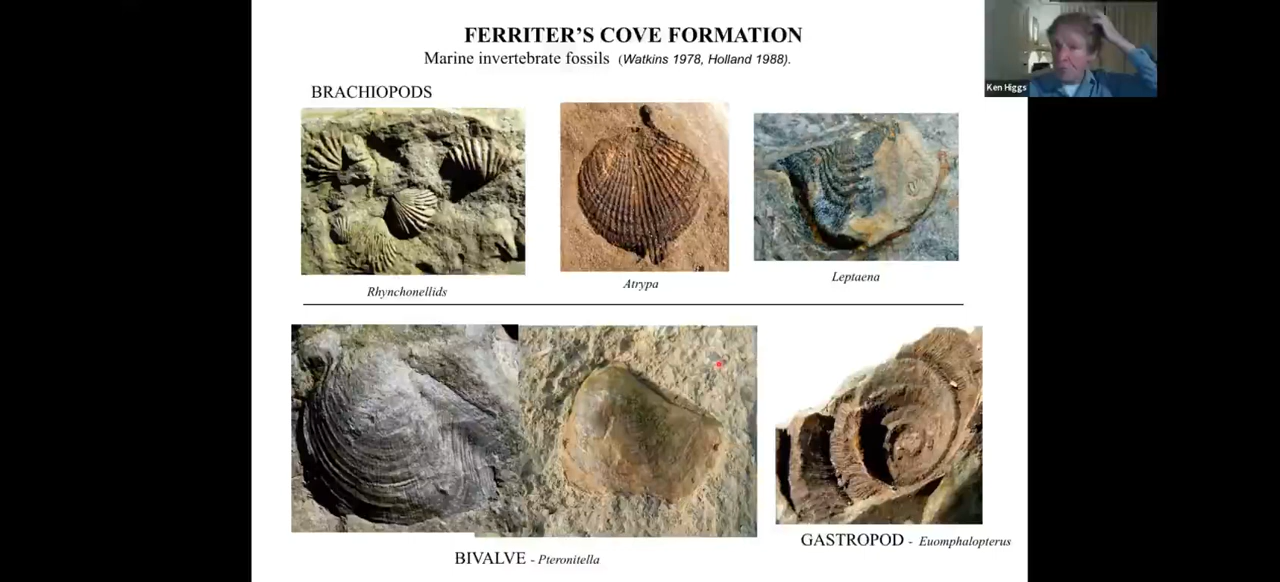 FERRITER'S COVE FORMATION
Marine invertebrate fossils (Watkins 1978, Holland 1988).
Ken Higgs
BRACHIOPODS
Rhynchonellids
Atrypa
Leptaena
BIVALVE - Pteronitella
GASTROPOD - Euomphalopterus